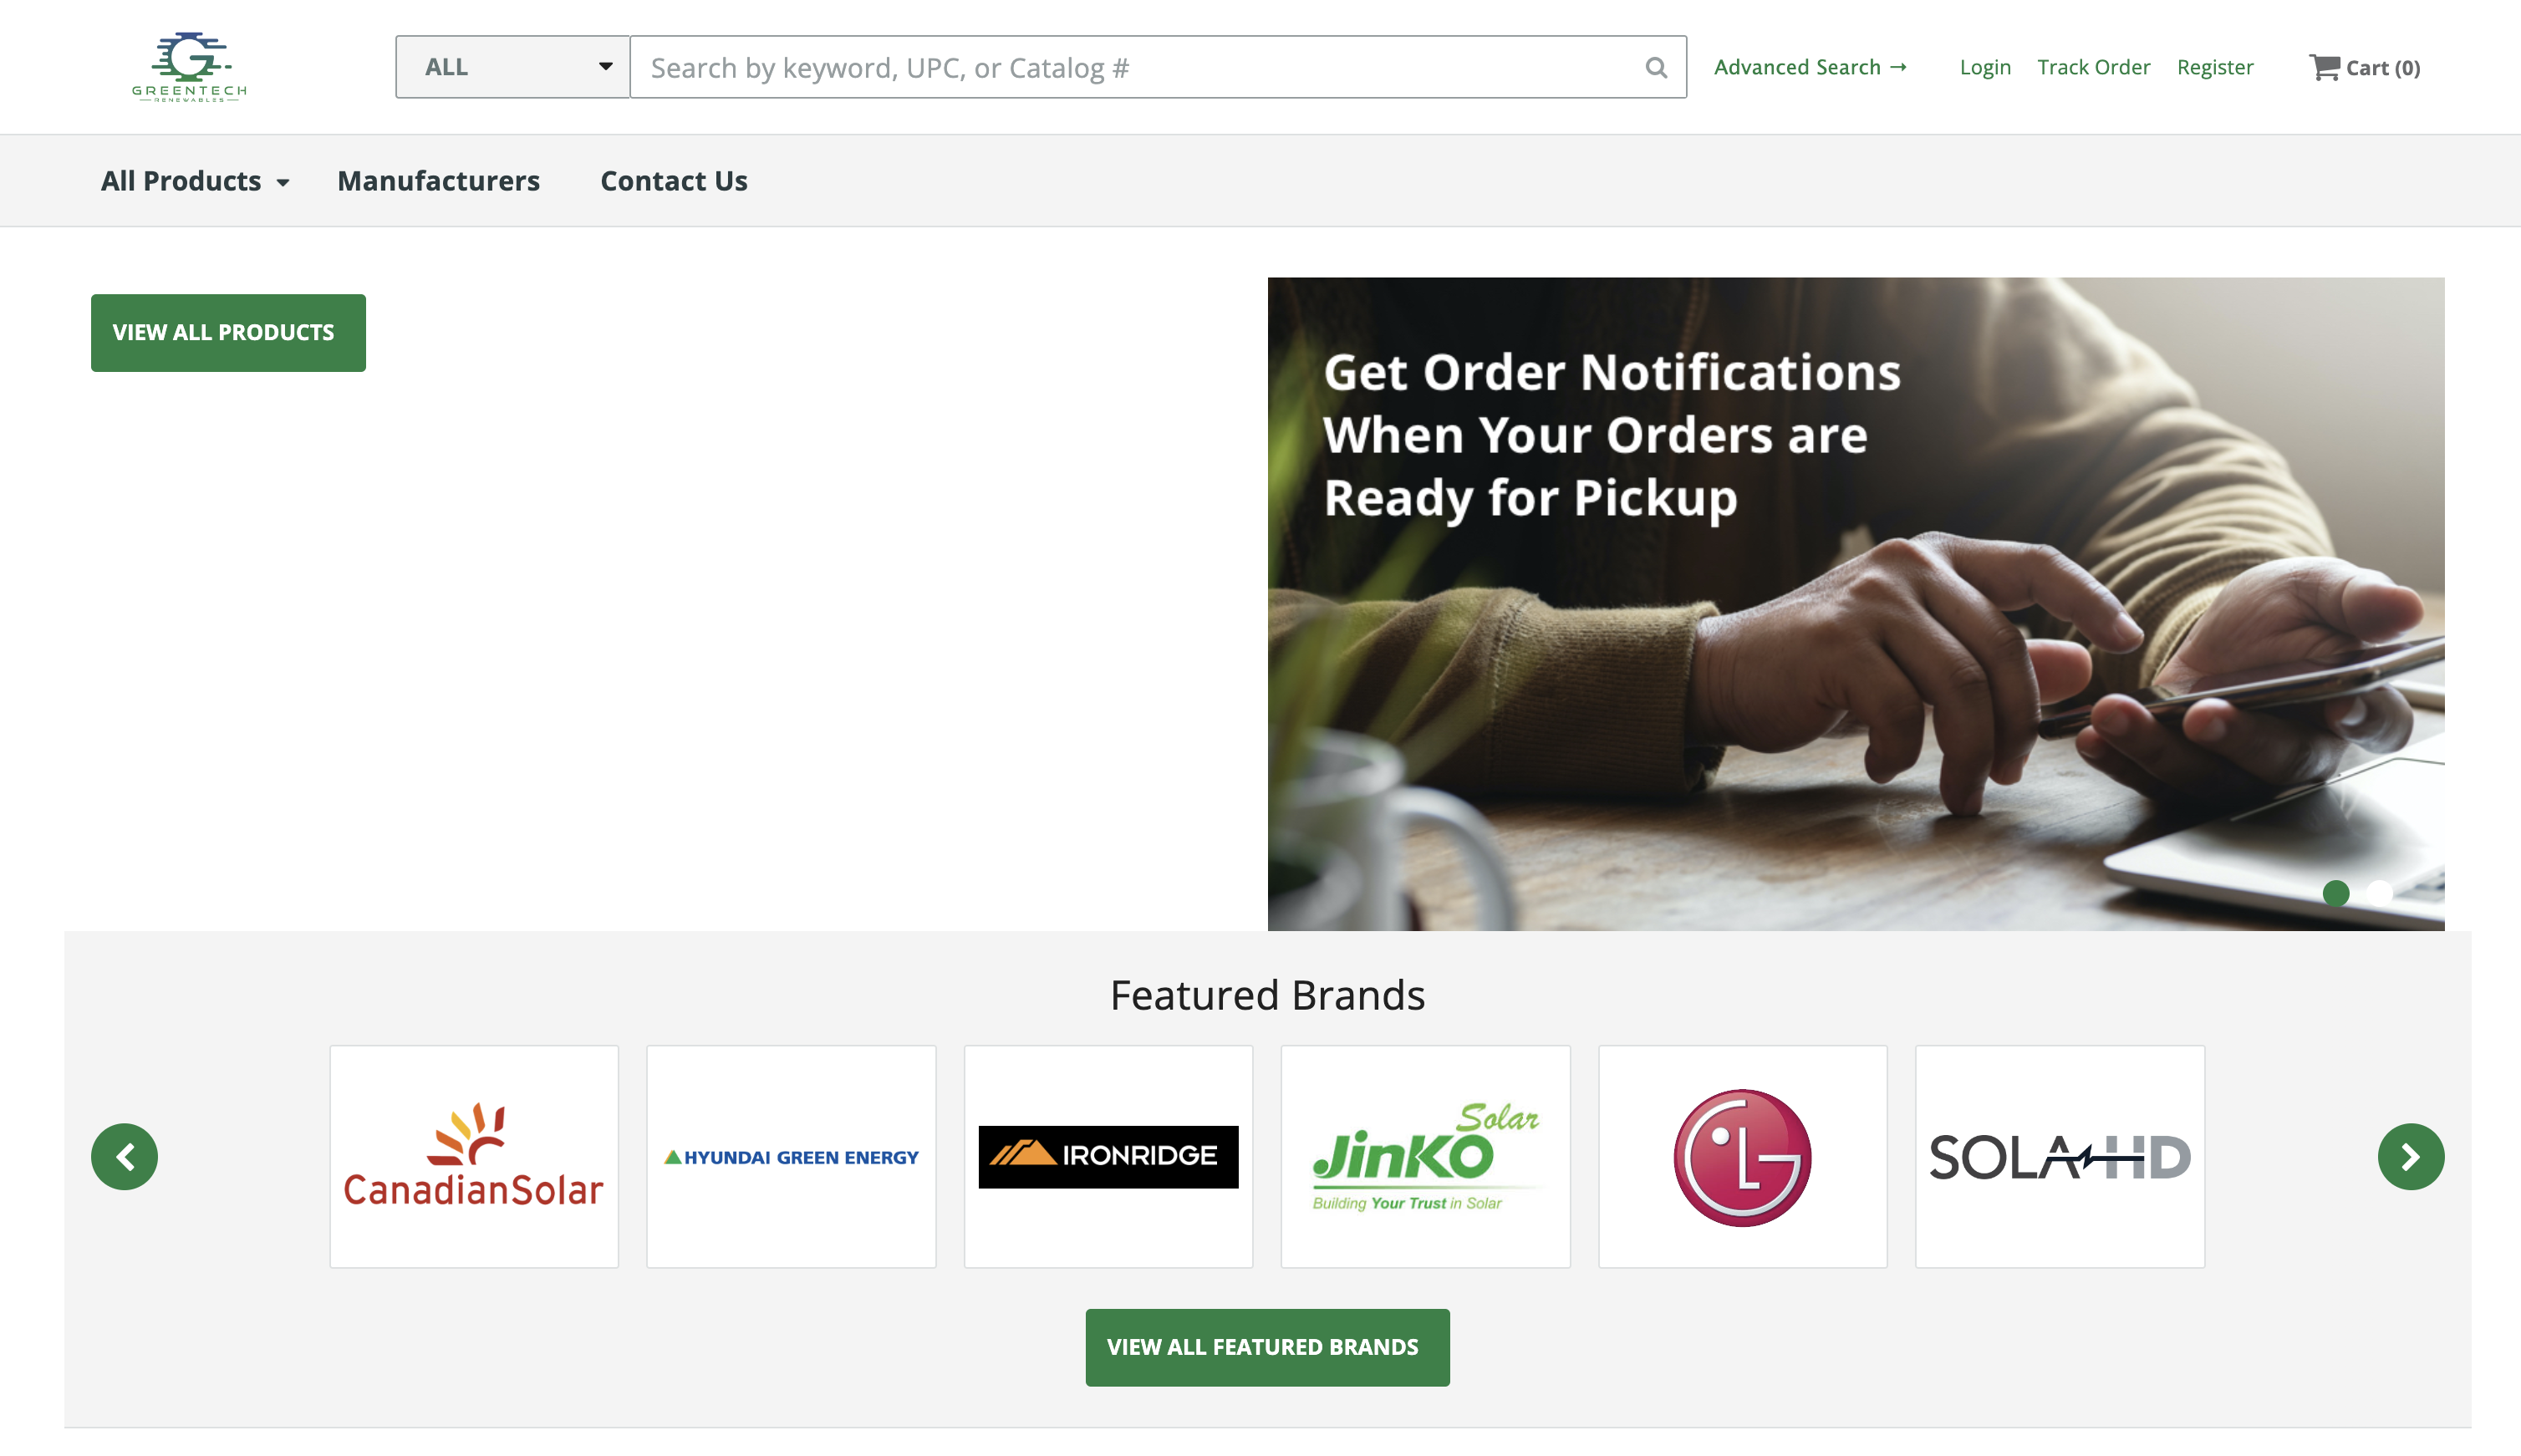 GREENTECH
RENEWABLES
ALL
Search by keyword, UPC, or Catalog #
Advanced Search →
Login
Track Order
Register
Cart (0)
All Products
Manufacturers
Contact Us
VIEW ALL PRODUCTS
Get Order Notifications
When Your Orders are
Ready for Pickup
Featured Brands
CanadianSolar
HYUNDAI GREEN ENERGY
IRONRIDGE
Solar
JinKO
Building Your Trust in Solar
LG
SOLAHD
VIEW ALL FEATURED BRANDS